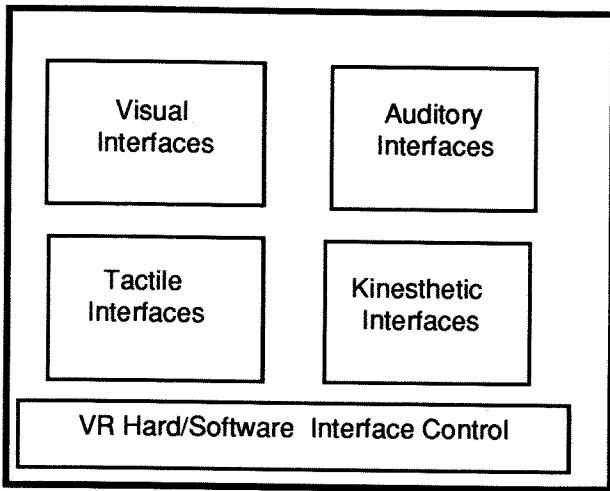 Visual
Interfaces
Auditory
Interfaces
Tactile
Interfaces
Kinesthetic
Interfaces
VR Hard/Software Interface Control